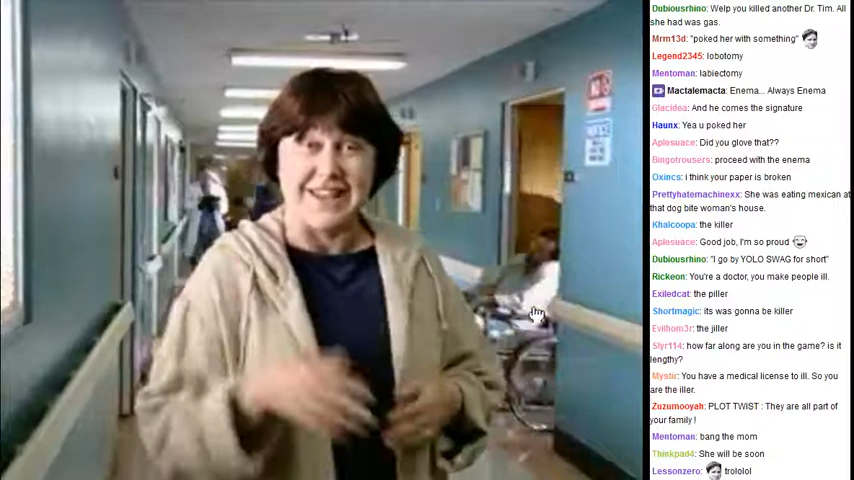 Dubiousrhino: Welp you killed another Dr. Tim. All
she had was gas.
Mrm13d: "poked her with something"
Legend2345: lobotomy
Mentoman: labiectomy
Mactalemacta: Enema... Always Enema
Glacidea: And he comes the signature
Haunx: Yea u poked her
Aplesuace: Did you glove that??
Bingotrousers: proceed with the enema
Oxincs: i think your paper is broken
Prettyhatemachinexx: She was eating mexican at
that dog bite woman's house.
Khalcoopa: the killer
Aplesuace: Good job, I'm so proud
Dubiousrhino: "I go by YOLO SWAG for short"
Rickeon: You're a doctor, you make people ill.
Exiledcat: the piller
Shortmagic: its was gonna be killer
Evilhom3r: the jiller
Slyr114: how far along are you in the game? is it
lengthy?
Mystir: You have a medical license to ill. So you
are the iller.
Zuzumooyah: PLOT TWIST : They are all part of
your family !
Mentoman: bang the mom
Thinkpad4: She will be soon
Lessonzero: trololol